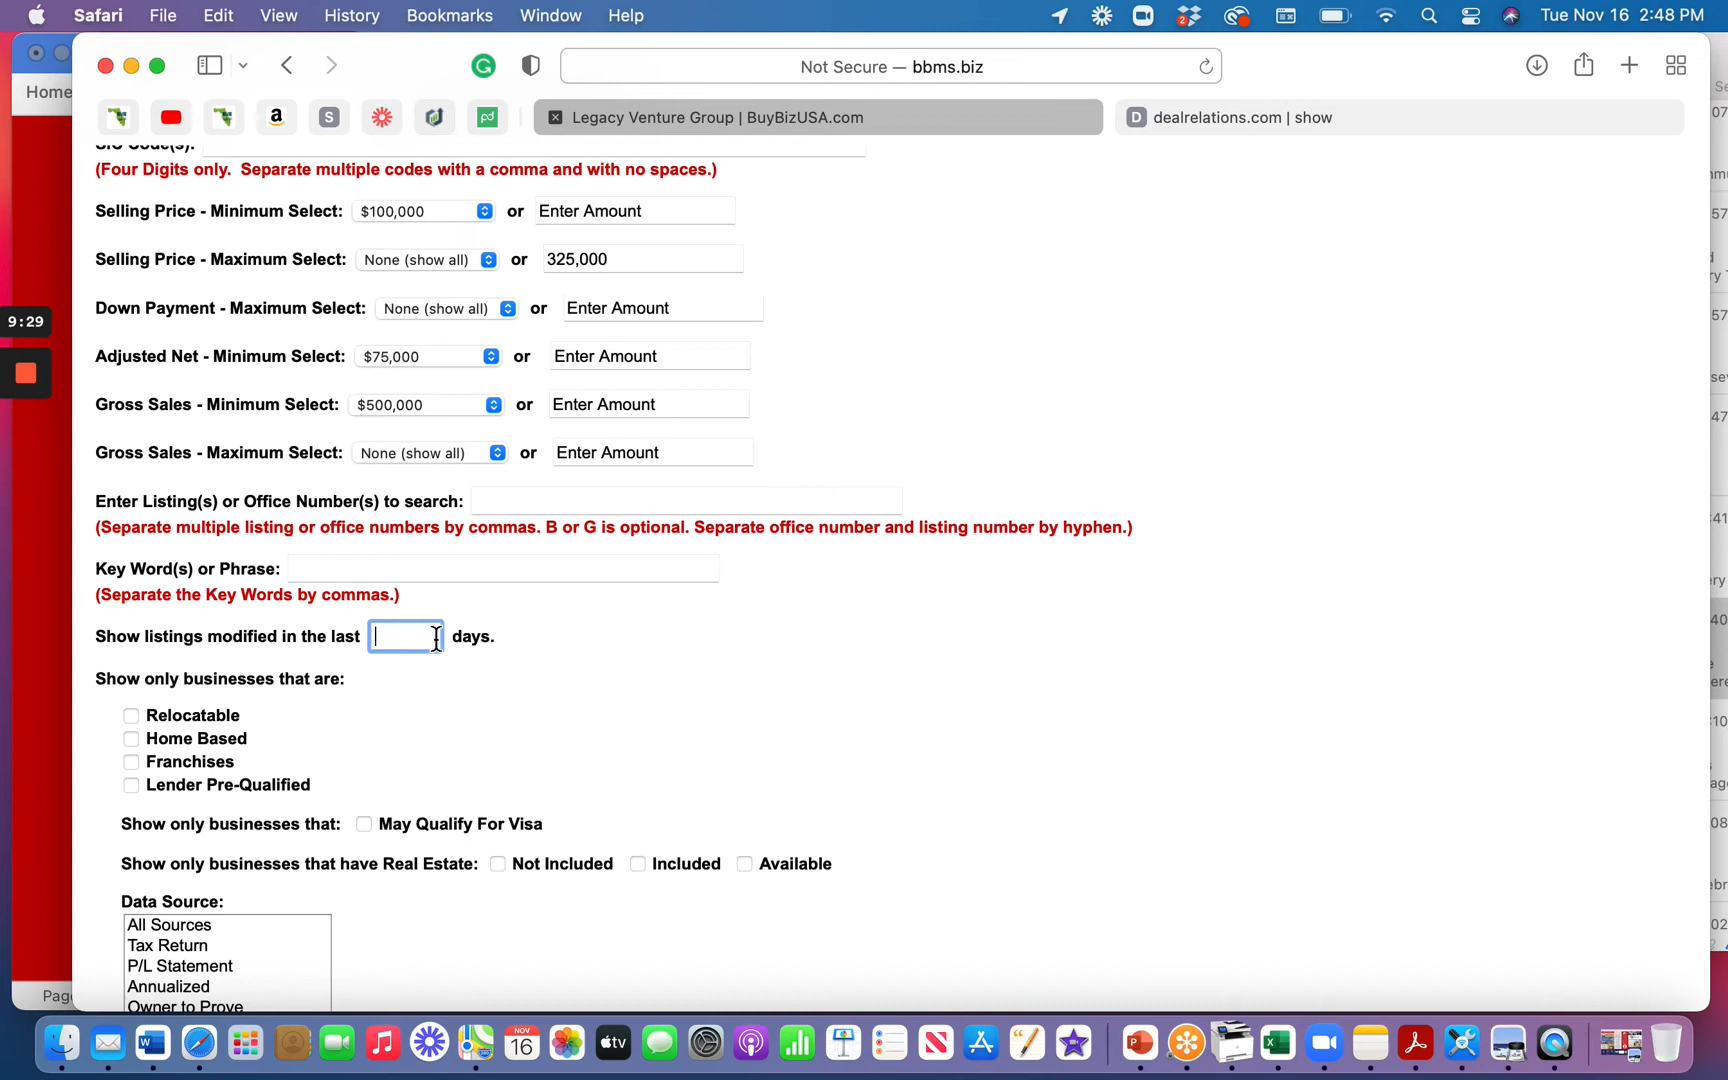 Safari File Edit View History Bookmarks Window Help
2
Tue Nov 16 2:48 PM
Home
Not Secure — bbms.biz
Legacy Venture Group | BuyBizUSA.com
dealrelations.com | show
SIC Code(s):
(Four Digits only. Separate multiple codes with a comma and with no spaces.)
Selling Price - Minimum Select: $100,000 or Enter Amount
Selling Price - Maximum Select: None (show all) or 325,000
Down Payment - Maximum Select: None (show all) or Enter Amount
9:29
Adjusted Net - Minimum Select: $75,000 or Enter Amount
Gross Sales - Minimum Select: $500,000 or Enter Amount
Gross Sales - Maximum Select: None (show all) or Enter Amount
Enter Listing(s) or Office Number(s) to search:
(Separate multiple listing or office numbers by commas. B or G is optional. Separate office number and listing number by hyphen.)
Key Word(s) or Phrase:
(Separate the Key Words by commas.)
Show listings modified in the last days.
Show only businesses that are:
Relocatable
Home Based
Franchises
Lender Pre-Qualified
Show only businesses that: May Qualify For Visa
Show only businesses that have Real Estate: Not Included Included Available
Data Source:
All Sources
Tax Return
P/L Statement
Annualized
Owner to Prove
Pag
NOV
16
tv